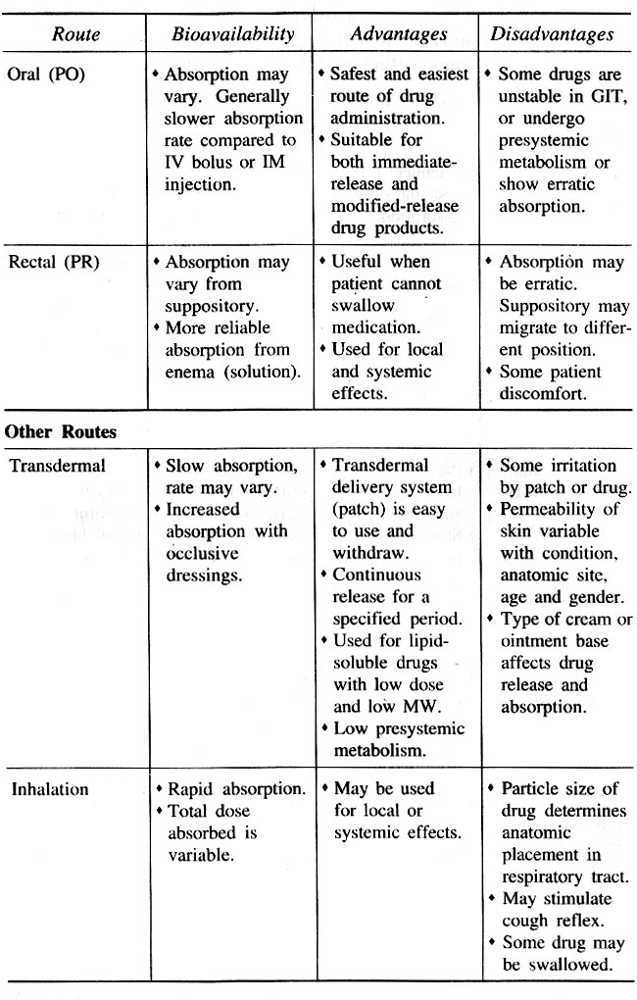 Route Bioavailability Advantages Disadvantages
Oral (PO)
♦ Absorption may
vary. Generally
slower absorption
rate compared to
IV bolus or IM
injection.
♦ Safest and easiest
route of drug
administration.
♦ Suitable for
both immediate-
release and
modified-release
drug products.
♦ Some drugs are
unstable in GIT,
or undergo
presystemic
metabolism or
show erratic
absorption.
Rectal (PR)
♦ Absorption may
vary from
suppository.
♦ More reliable
absorption from
enema (solution).
♦ Useful when
patient cannot
swallow
medication.
♦ Used for local
and systemic
effects.
♦ Absorption may
be erratic.
Suppository may
migrate to differ-
ent position.
♦ Some patient
discomfort.
Other Routes
Transdermal
♦ Slow absorption,
rate may vary.
♦ Increased
absorption with
occlusive
dressings.
♦ Transdermal
delivery system
(patch) is easy
to use and
withdraw.
♦ Continuous
release for a
specified period.
♦ Used for lipid-
soluble drugs
with low dose
and low MW.
♦ Low presystemic
metabolism.
♦ Some irritation
by patch or drug.
♦ Permeability of
skin variable
with condition,
anatomic site,
age and gender.
♦ Type of cream or
ointment base
affects drug
release and
absorption.
Inhalation
♦ Rapid absorption.
♦ Total dose
absorbed is
variable.
♦ May be used
for local or
systemic effects.
♦ Particle size of
drug determines
anatomic
placement in
respiratory tract.
♦ May stimulate
cough reflex.
♦ Some drug may
be swallowed.